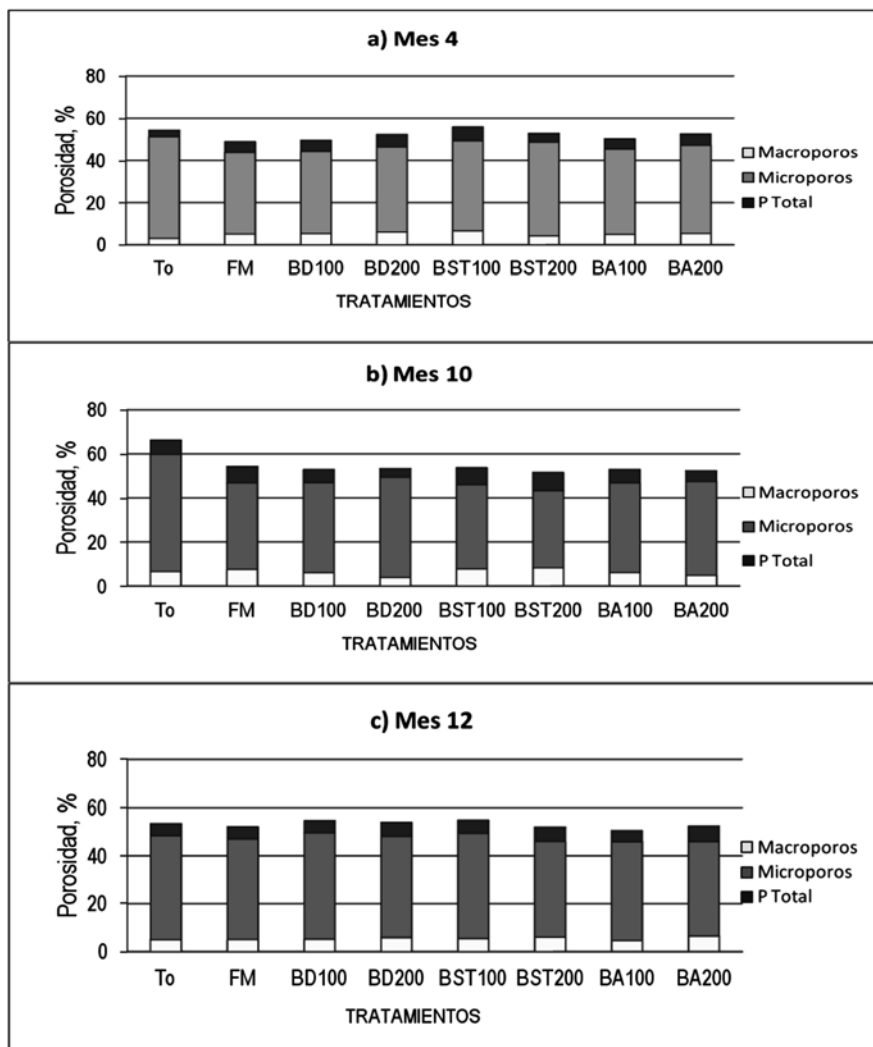 a) Mes 4
Porosidad, %
80
60
40
20
0
To FM BD100 BD200 BST100 BST200 BA100 BA200
TRATAMIENTOS
Macroporos
Microporos
P Total
b) Mes 10
Porosidad, %
80
60
40
20
0
To FM BD100 BD200 BST100 BST200 BA100 BA200
TRATAMIENTOS
Macroporos
Microporos
P Total
c) Mes 12
Porosidad, %
80
60
40
20
0
To FM BD100 BD200 BST100 BST200 BA100 BA200
TRATAMIENTOS
Macroporos
Microporos
P Total